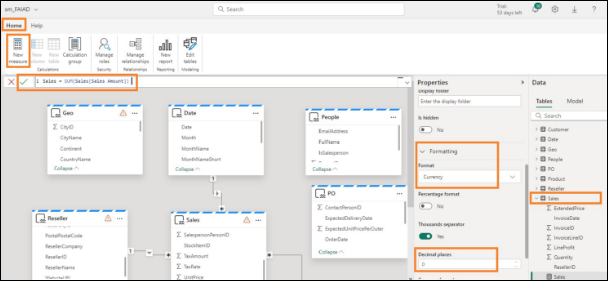 sm_FAIAD
Search
Trial:
55 days left
Home Help
New measure
New column
New table
Calculation group
Calculations
Manage roles
Security
Manage relationships
Relationships
New report
Reporting
Edit tables
Modeling
1 Sales = SUM(Sales[Sales Amount])
Geo
CityID
CityName
Continent
CountryName
Collapse
Date
Date
Month
MonthName
MonthNameShort
Collapse
People
EmailAddress
FullName
IsSalesperson
Collapse
Reseller
PostalPostalCode
ResellerCompany
ResellerID
ResellerName
Sales
SalespersonPersonID
StockItemID
TaxAmount
TaxRate
UnitPrice
PO
ContactPersonID
ExpectedDeliveryDate
ExpectedUnitPricePerOuter
OrderDate
Collapse
1
1
Properties
Display folder
Enter the display folder
Is hidden
No
Formatting
Format
Currency
Percentage format
No
Thousands separator
Yes
Decimal places
0
Data
Tables Model
Search
Customer
Date
Geo
People
PO
Product
Reseller
Sales
ExtendedPrice
InvoiceDate
InvoiceID
InvoiceLineID
LineProfit
Quantity
ResellerID
Sales